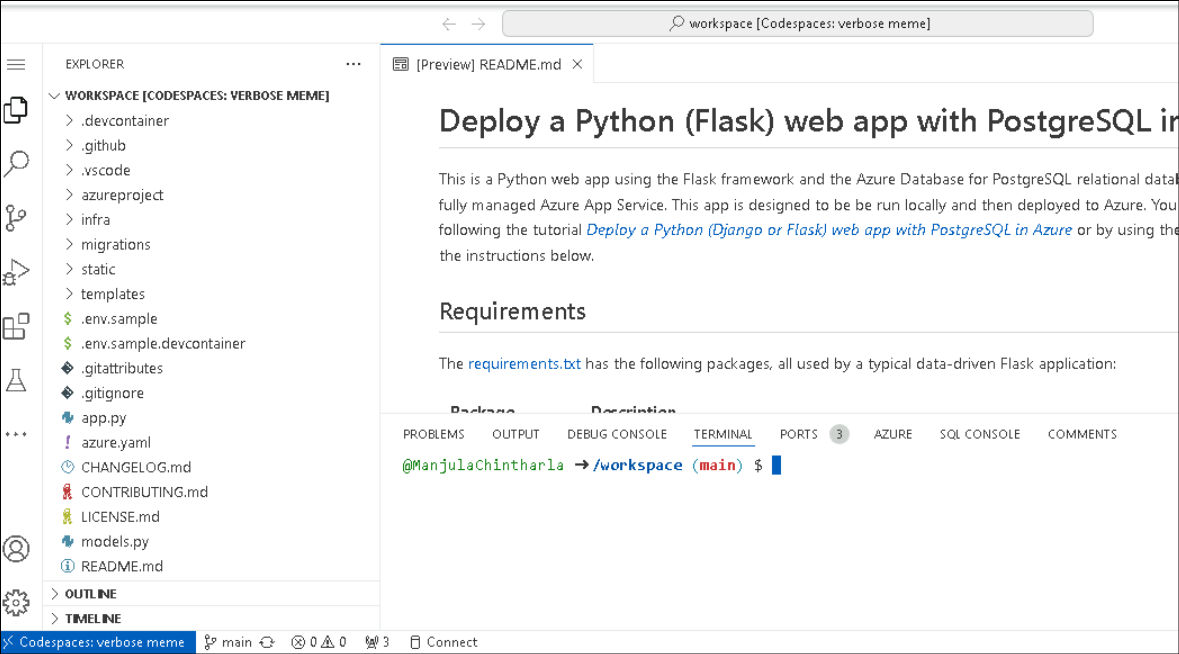 workspace [Codespaces: verbose meme]
EXPLORER
WORKSPACE [CODESPACES: VERBOSE MEME]
.devcontainer
.github
.vscode
azureproject
infra
migrations
static
templates
.env.sample
.env.sample.devcontainer
.gitattributes
.gitignore
app.py
azure.yaml
CHANGELOG.md
CONTRIBUTING.md
LICENSE.md
models.py
README.md
OUTLINE
TIMELINE
[Preview] README.md
Deploy a Python (Flask) web app with PostgreSQL in
This is a Python web app using the Flask framework and the Azure Database for PostgreSQL relational datab
fully managed Azure App Service. This app is designed to be be run locally and then deployed to Azure. You
following the tutorial Deploy a Python (Django or Flask) web app with PostgreSQL in Azure or by using the
the instructions below.
Requirements
The requirements.txt has the following packages, all used by a typical data-driven Flask application:
Package Description
PROBLEMS OUTPUT DEBUG CONSOLE TERMINAL PORTS 3 AZURE SQL CONSOLE COMMENTS
@ManjulaChintharla ➜ /workspace (main) $
Codespaces: verbose meme main 0 0 3 Connect